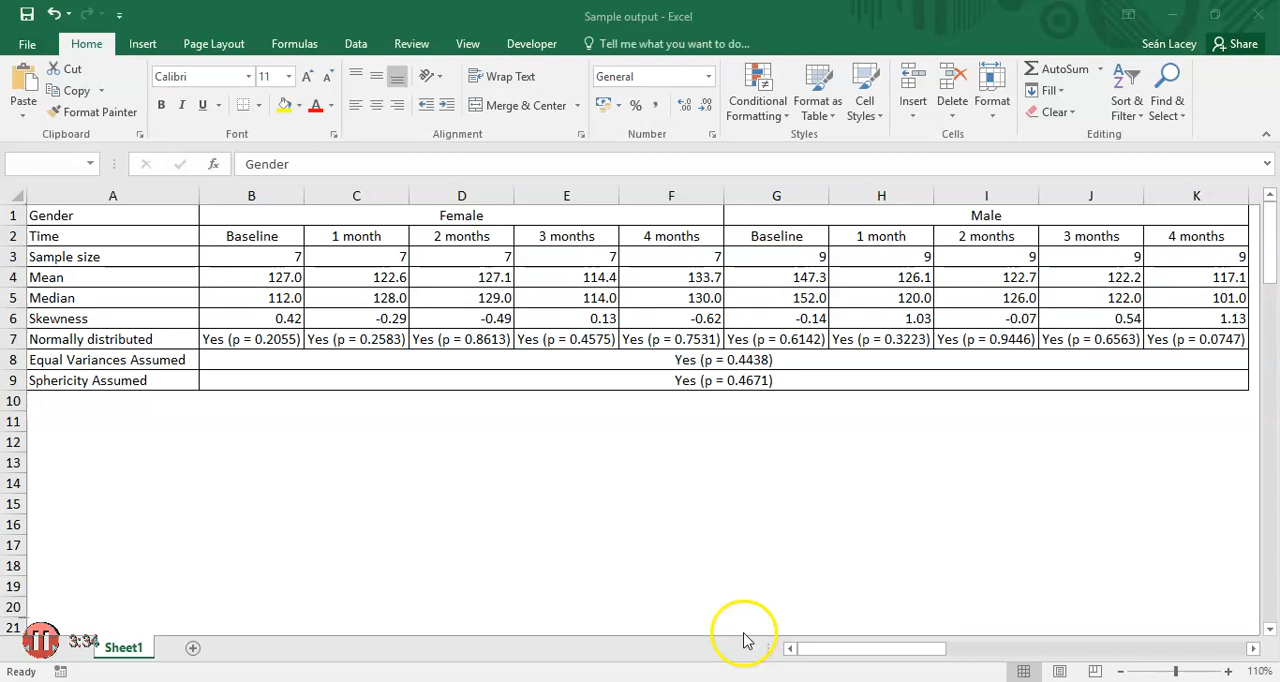 Sample output - Excel
File Home Insert Page Layout Formulas Data Review View Developer Tell me what you want to do... Seán Lacey Share
Paste Cut Copy Format Painter
Calibri 11 B I U
Wrap Text Merge & Center
General % ,
Conditional Formatting Format as Table Cell Styles
Insert Delete Format
AutoSum Fill Clear Sort & Filter Find & Select
Clipboard Font Alignment Number Styles Cells Editing
fx Gender
A B C D E F G H I J K
1 Gender Female Male
2 Time Baseline 1 month 2 months 3 months 4 months Baseline 1 month 2 months 3 months 4 months
3 Sample size 7 7 7 7 7 9 9 9 9 9
4 Mean 127.0 122.6 127.1 114.4 133.7 147.3 126.1 122.7 122.2 117.1
5 Median 112.0 128.0 129.0 114.0 130.0 152.0 120.0 126.0 122.0 101.0
6 Skewness 0.42 -0.29 -0.49 0.13 -0.62 -0.14 1.03 -0.07 0.54 1.13
7 Normally distributed Yes (p = 0.2055) Yes (p = 0.2583) Yes (p = 0.8613) Yes (p = 0.4575) Yes (p = 0.7531) Yes (p = 0.6142) Yes (p = 0.3223) Yes (p = 0.9446) Yes (p = 0.6563) Yes (p = 0.0747)
8 Equal Variances Assumed Yes (p = 0.4438)
9 Sphericity Assumed Yes (p = 0.4671)
10
11
12
13
14
15
16
17
18
19
20
21
3:34 Sheet1
Ready 110%